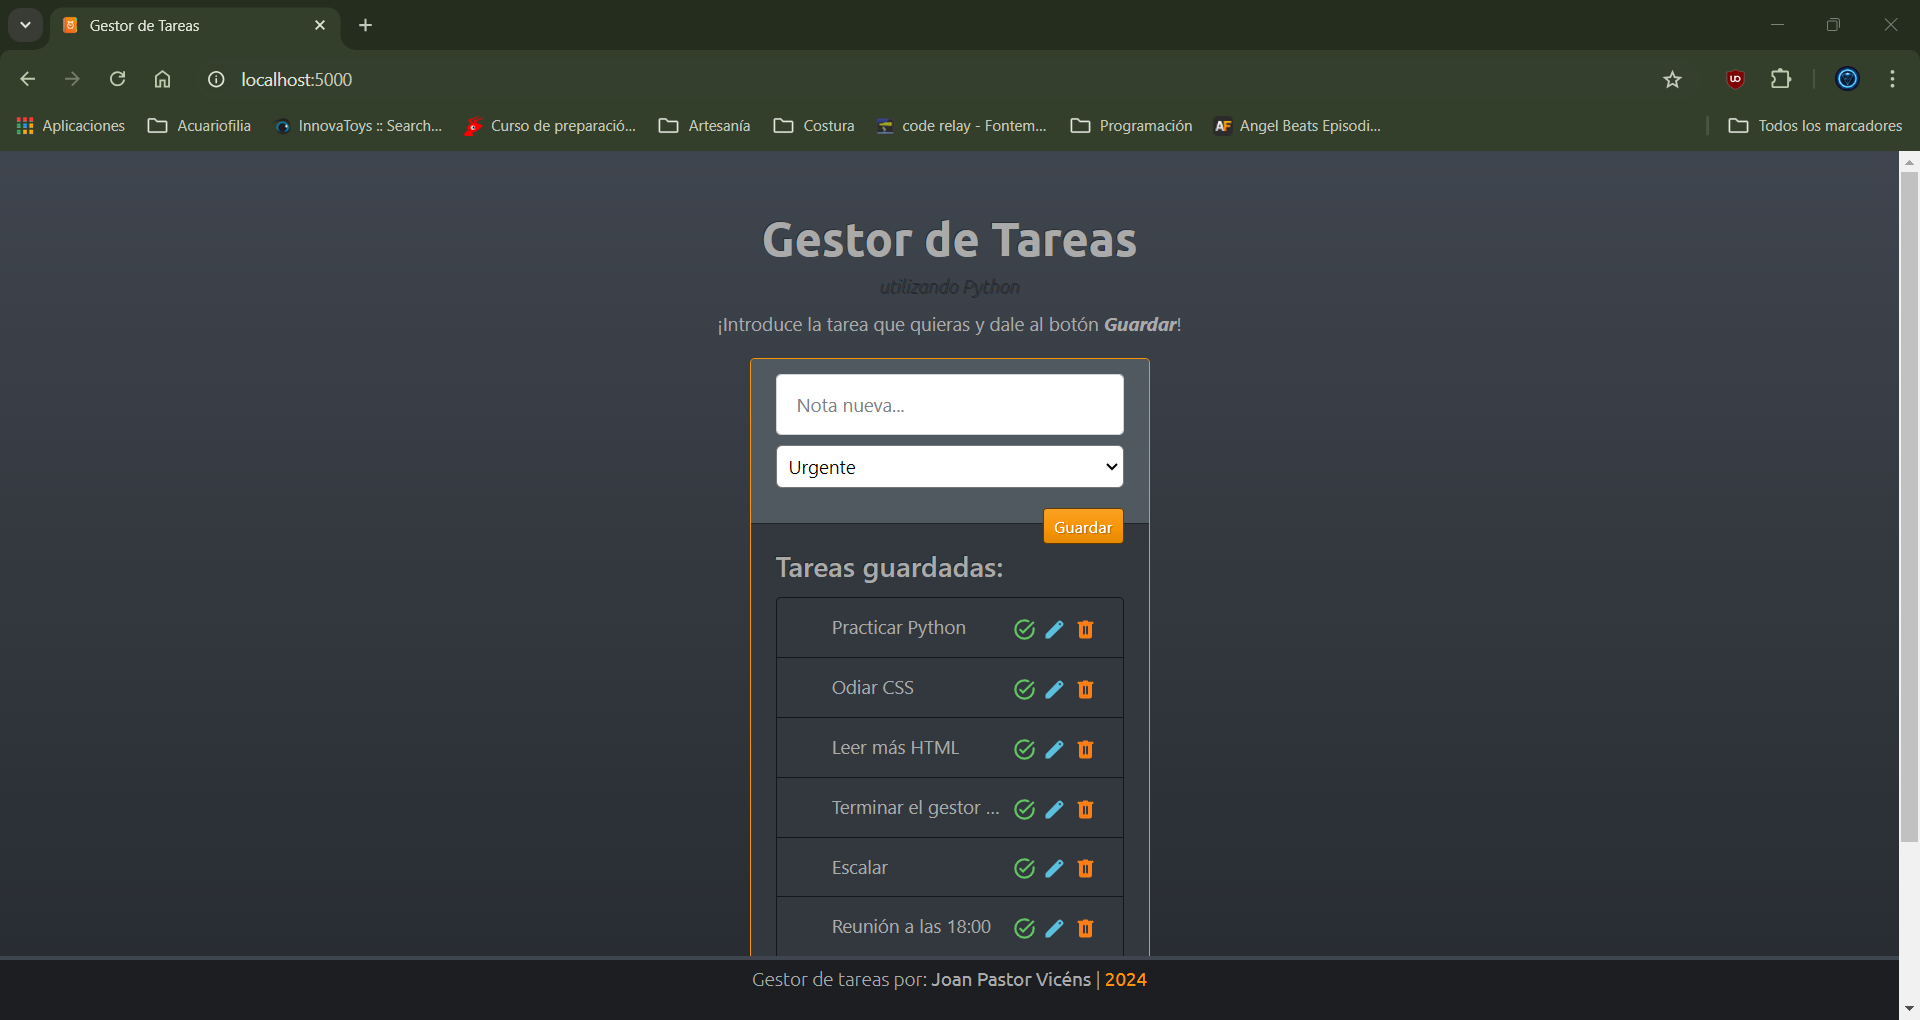 Gestor de Tareas
localhost:5000
Aplicaciones Acuariofilia InnovaToys :: Search... Curso de preparació... Artesanía Costura code relay - Fontem... Programación Angel Beats Episodi... Todos los marcadores
Gestor de Tareas
utilizando Python
¡Introduce la tarea que quieras y dale al botón Guardar!
Nota nueva...
Urgente
Guardar
Tareas guardadas:
Practicar Python
Odiar CSS
Leer más HTML
Terminar el gestor ...
Escalar
Reunión a las 18:00
Gestor de tareas por: Joan Pastor Vicéns | 2024